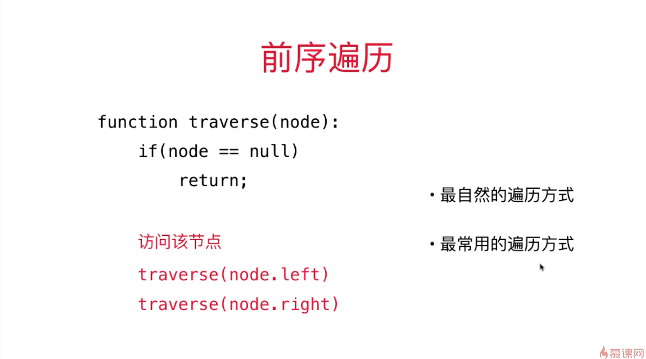 前序遍历
function traverse(node):
if(node == null)
return;
访问该节点
traverse(node.left)
traverse(node.right)
• 最自然的遍历方式
• 最常用的遍历方式
慕课网